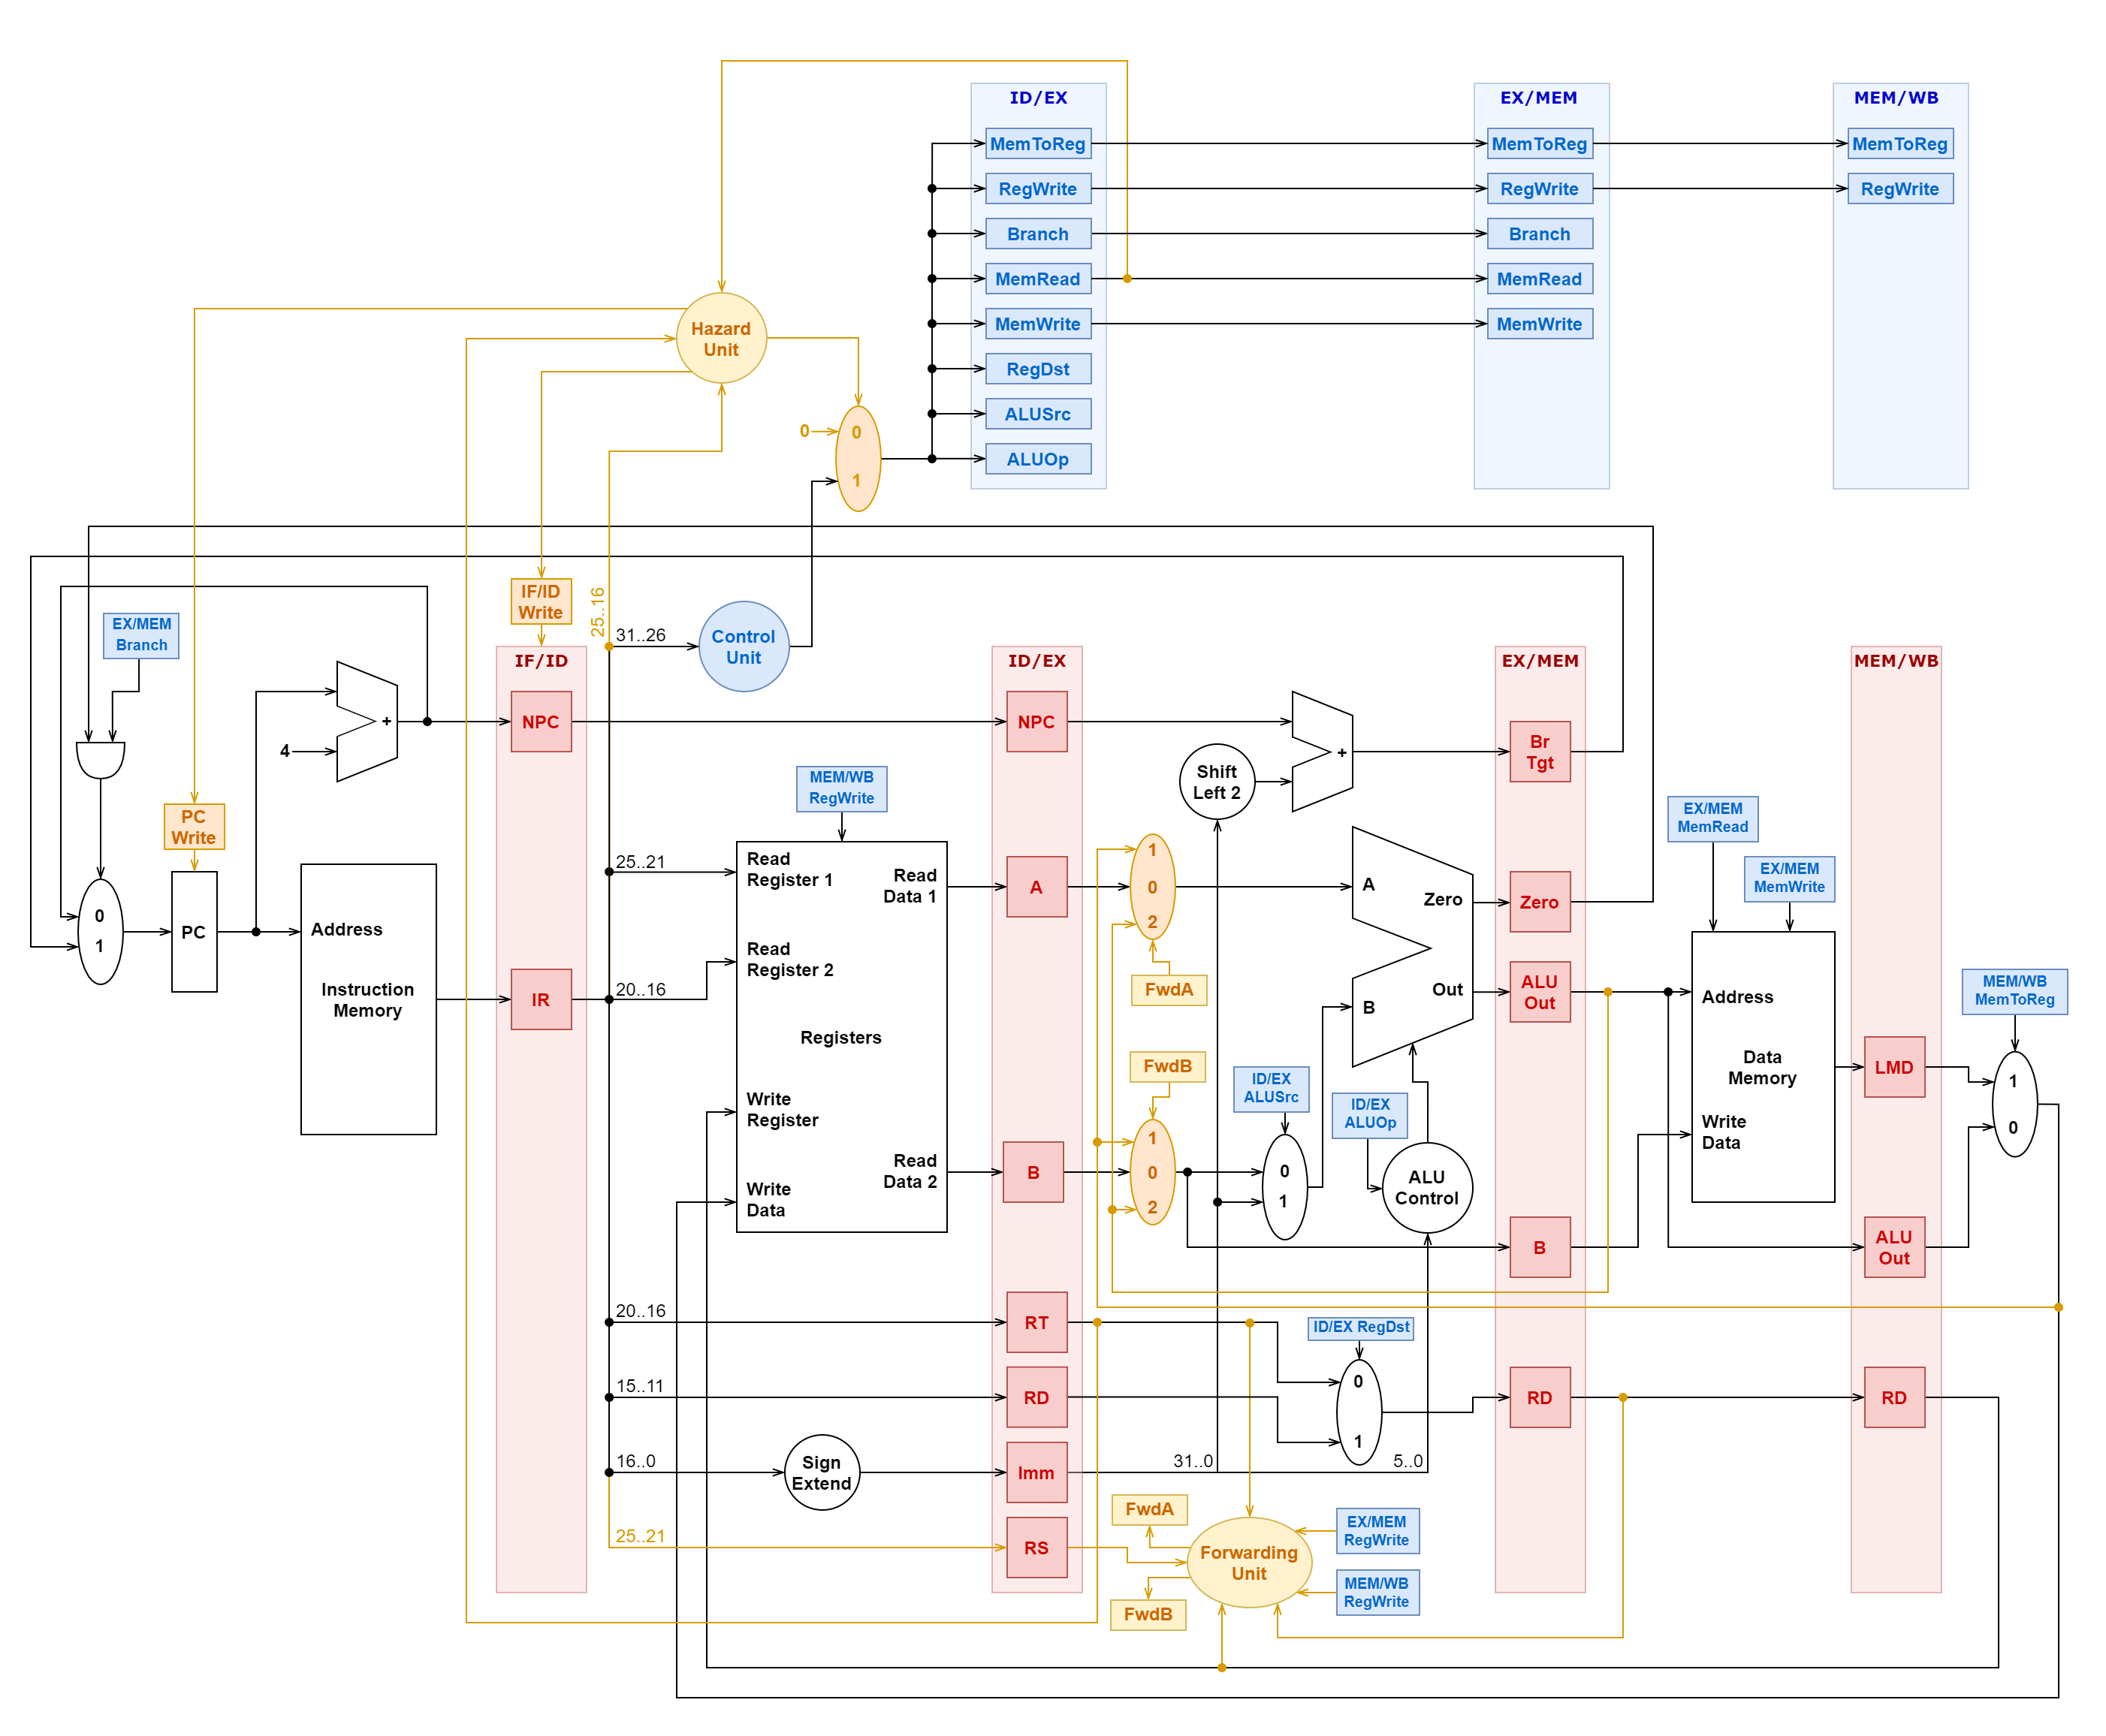 ID/EX
EX/MEM
MEM/WB
MemToReg
MemToReg
MemToReg
RegWrite
RegWrite
RegWrite
Branch
Branch
MemRead
MemRead
MemWrite
MemWrite
RegDst
ALUSrc
ALUOp
Hazard
Unit
0
0
1
IF/ID
Write
25..16
31..26
Control
Unit
EX/MEM
Branch
IF/ID
ID/EX
EX/MEM
MEM/WB
NPC
NPC
+
4
+
Br
Tgt
Shift
Left 2
MEM/WB
RegWrite
PC
Write
EX/MEM
MemRead
EX/MEM
MemWrite
0
1
PC
Address
Instruction
Memory
IR
25..21
20..16
Read
Register 1
Read
Data 1
Read
Register 2
Registers
Write
Register
Read
Data 2
Write
Data
A
1
0
2
FwdA
A
Zero
Out
B
Zero
ALU
Out
Address
Data
Memory
Write
Data
LMD
MEM/WB
MemToReg
1
0
FwdB
B
1
0
2
ID/EX
ALUSrc
0
1
ID/EX
ALUOp
ALU
Control
B
ALU
Out
20..16
RT
ID/EX RegDst
0
1
15..11
RD
RD
RD
16..0
Sign
Extend
Imm
31..0
5..0
25..21
RS
FwdA
FwdB
Forwarding
Unit
EX/MEM
RegWrite
MEM/WB
RegWrite